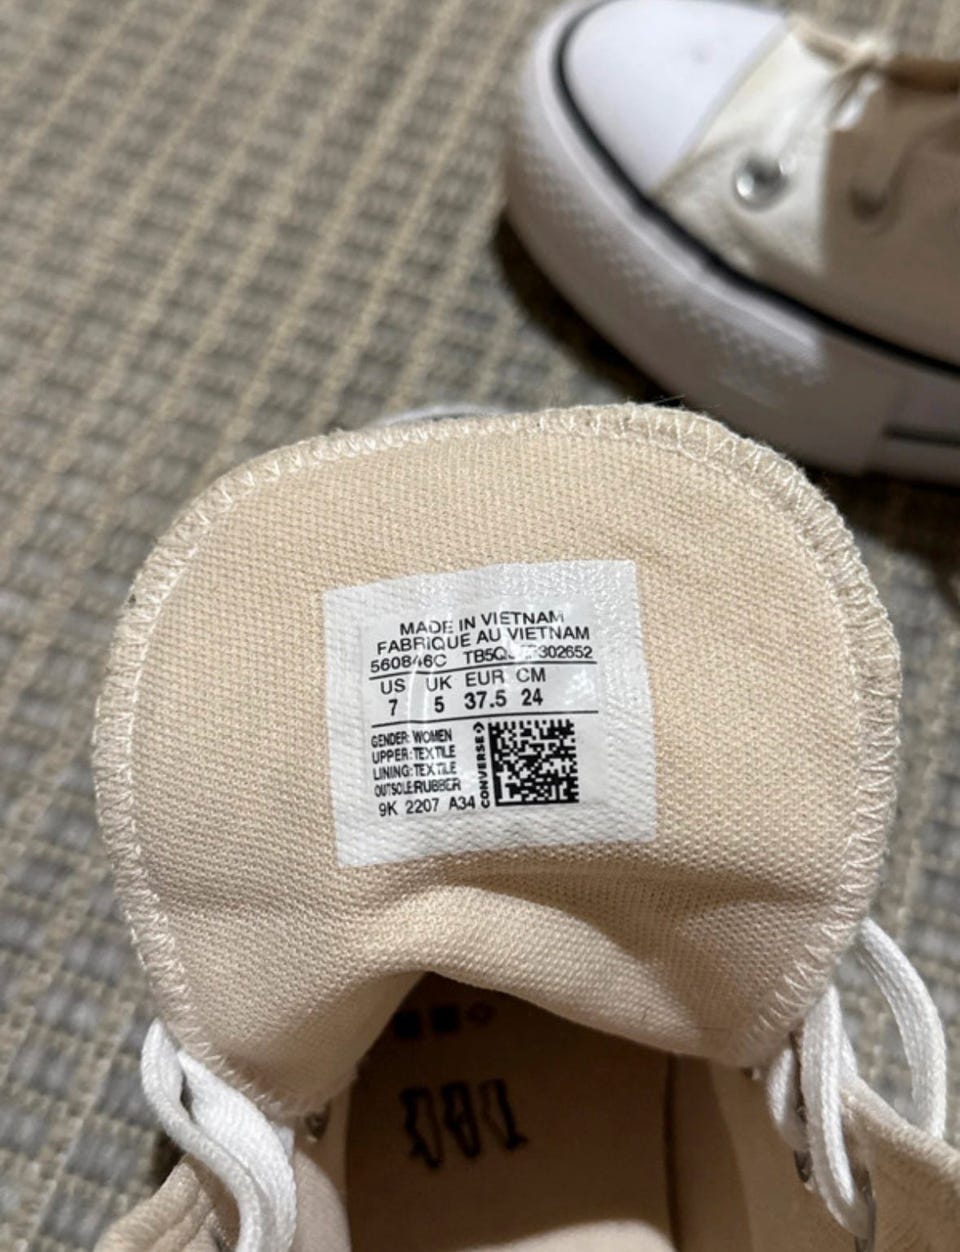 MADE IN VIETNAM
FABRIQUE AU VIETNAM
560846C
US UK EUR CM
7 5 37.5 24
GENDER: WOMEN
UPPER: TEXTILE
LINING: TEXTILE
OUTSOLE: RUBBER
9K 2207 A34
CONVERSE